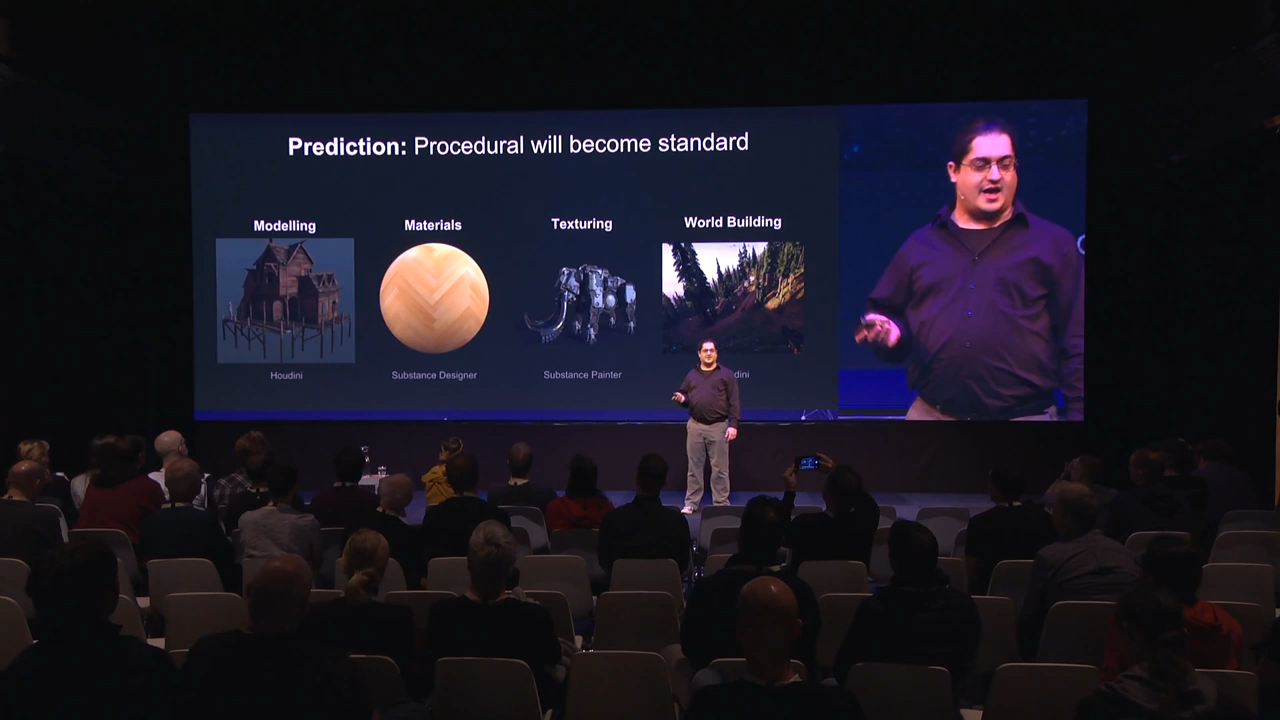 Prediction: Procedural will become standard
Modelling Materials Texturing World Building
Houdini Substance Designer Substance Painter